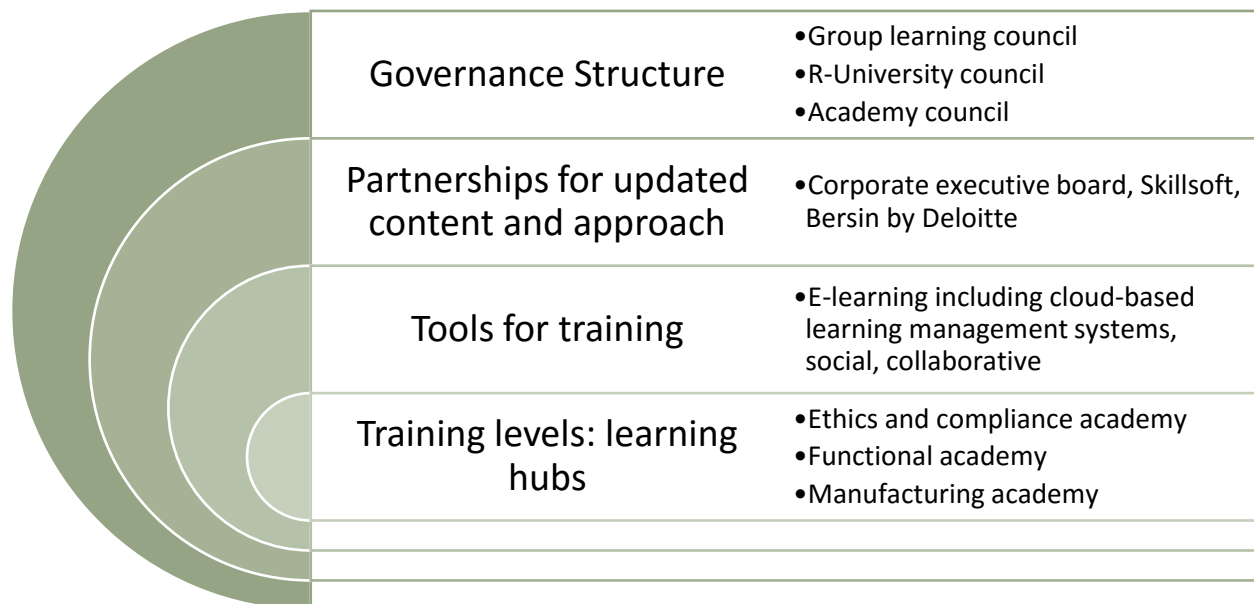 Governance Structure
•Group learning council
•R-University council
•Academy council
Partnerships for updated
content and approach
•Corporate executive board, Skillsoft,
Bersin by Deloitte
Tools for training
•E-learning including cloud-based
learning management systems,
social, collaborative
Training levels: learning
hubs
•Ethics and compliance academy
•Functional academy
•Manufacturing academy